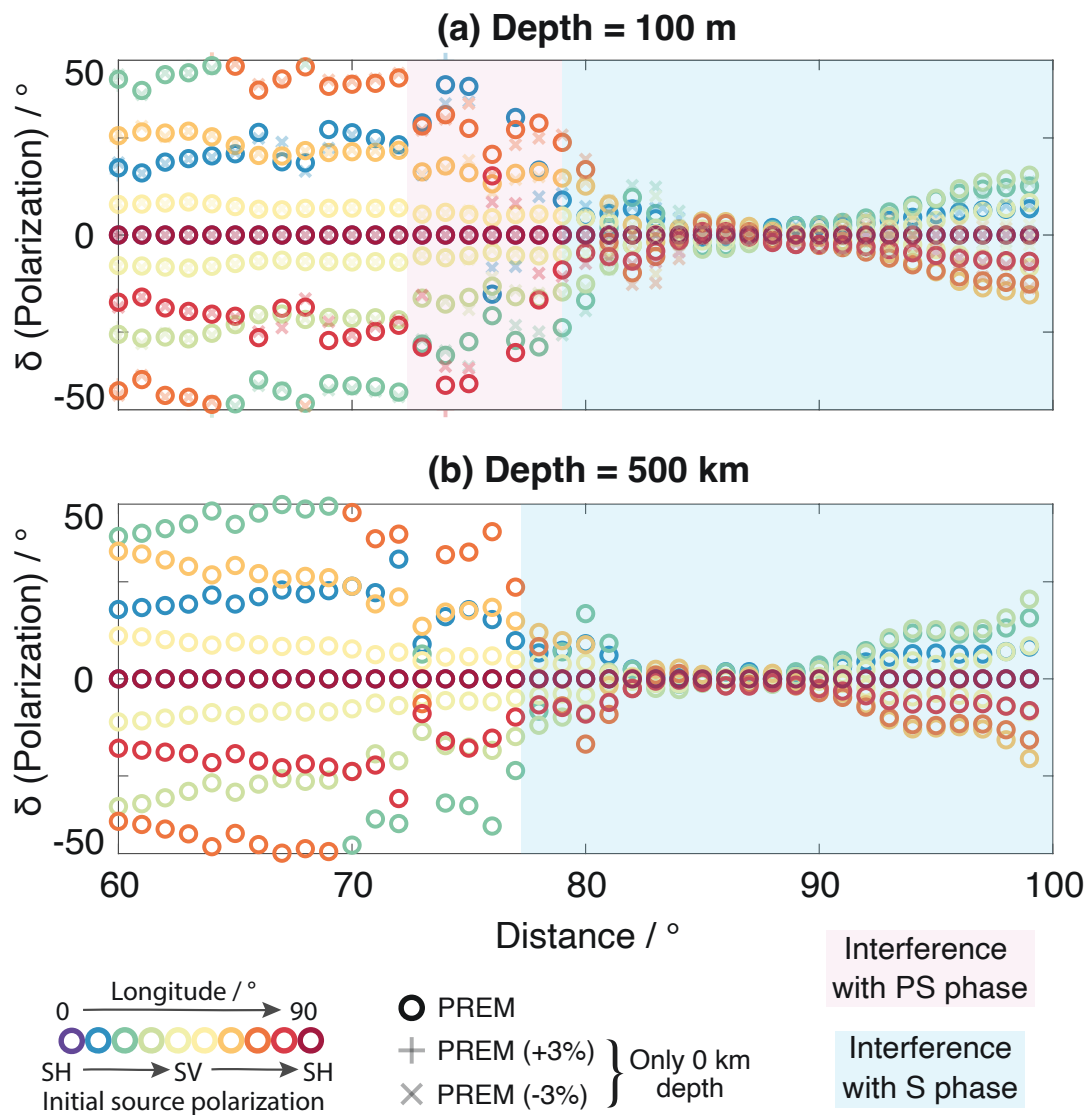 (a) Depth = 100 m
δ (Polarization) / °
50
0
-50
(b) Depth = 500 km
δ (Polarization) / °
50
0
-50
60 70 80 90 100
Distance / °
Interference
with PS phase
Interference
with S phase
Longitude / °
0 90
SH SV SH
Initial source polarization
PREM
PREM (+3%)
PREM (-3%)
Only 0 km
depth